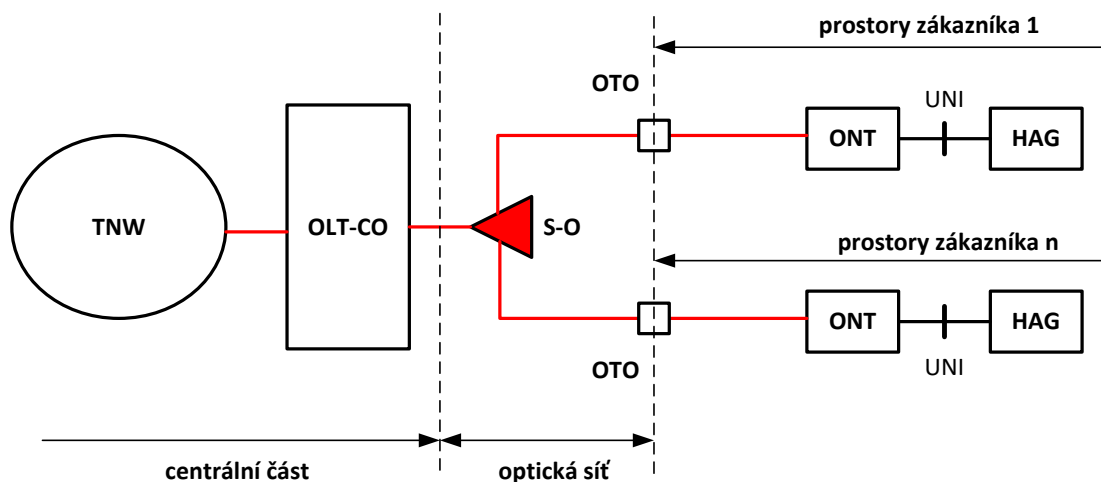 prostory zákazníka 1
OTO
UNI
ONT
HAG
TNW
OLT-CO
S-O
prostory zákazníka n
ONT
HAG
OTO
UNI
centrální část
optická síť